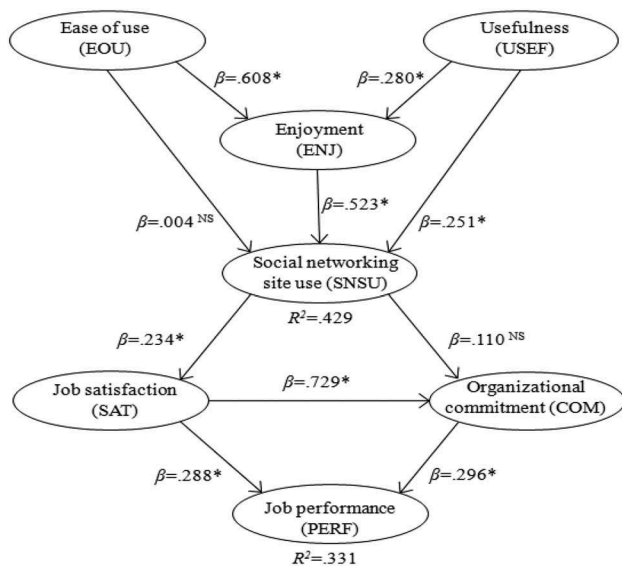 Ease of use
(EOU)
Usefulness
(USEF)
β=.608*
β=.280*
Enjoyment
(ENJ)
β=.523*
β=.004 NS
β=.251*
Social networking
site use (SNSU)
R²=.429
β=.234*
β=.110 NS
Job satisfaction
(SAT)
β=.729*
Organizational
commitment (COM)
β=.288*
β=.296*
Job performance
(PERF)
R²=.331